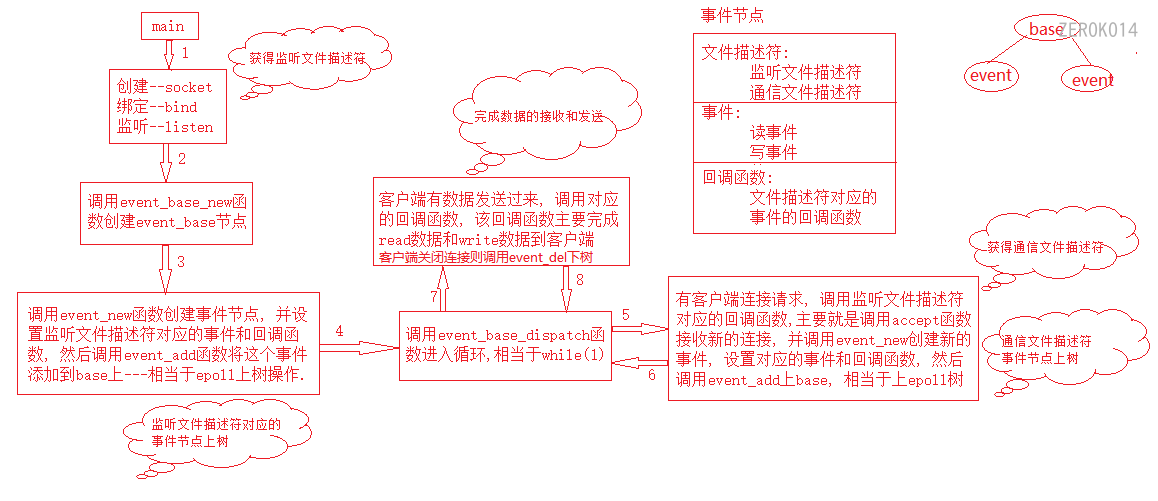 main
1
创建--socket
绑定--bind
监听--listen
获得监听文件描述符
2
调用event_base_new函
数创建event_base节点
3
调用event_new函数创建事件节点，并设
置监听文件描述符对应的事件和回调函
数，然后调用event_add函数将这个事件
添加到base上---相当于epoll上树操作.
监听文件描述符对应的
事件节点上树
4
调用event_base_dispatch函
数进入循环,相当于while(1)
5
6
有客户端连接请求，调用监听文件描述符
对应的回调函数,主要就是调用accept函数
接收新的连接，并调用event_new创建新的
事件，设置对应的事件和回调函数，然后
调用event_add上base，相当于上epoll树
获得通信文件描述符
通信文件描述符
事件节点上树
7
8
客户端有数据发送过来，调用对应
的回调函数，该回调函数主要完成
read数据和write数据到客户端
客户端关闭连接则调用event_del下树
完成数据的接收和发送
事件节点
文件描述符:
监听文件描述符
通信文件描述符
事件:
读事件
写事件
回调函数:
文件描述符对应的
事件的回调函数
base
ZEROK014
event
event